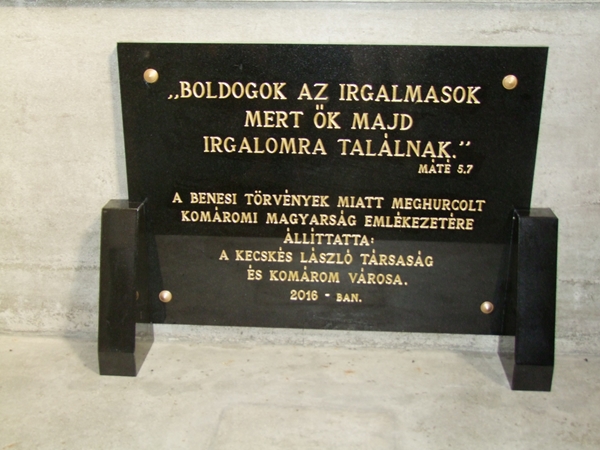 „BOLDOGOK AZ IRGALMASOK
MERT ŐK MAJD
IRGALOMRA TALÁLNAK.”
MÁTÉ 5.7
A BENESI TÖRVÉNYEK MIATT MEGHURCOLT
KOMÁROMI MAGYARSÁG EMLÉKEZETÉRE
ÁLLÍTTATTA:
A KECSKÉS LÁSZLÓ TÁRSASÁG
ÉS KOMÁROM VÁROSA.
2016 - BAN.